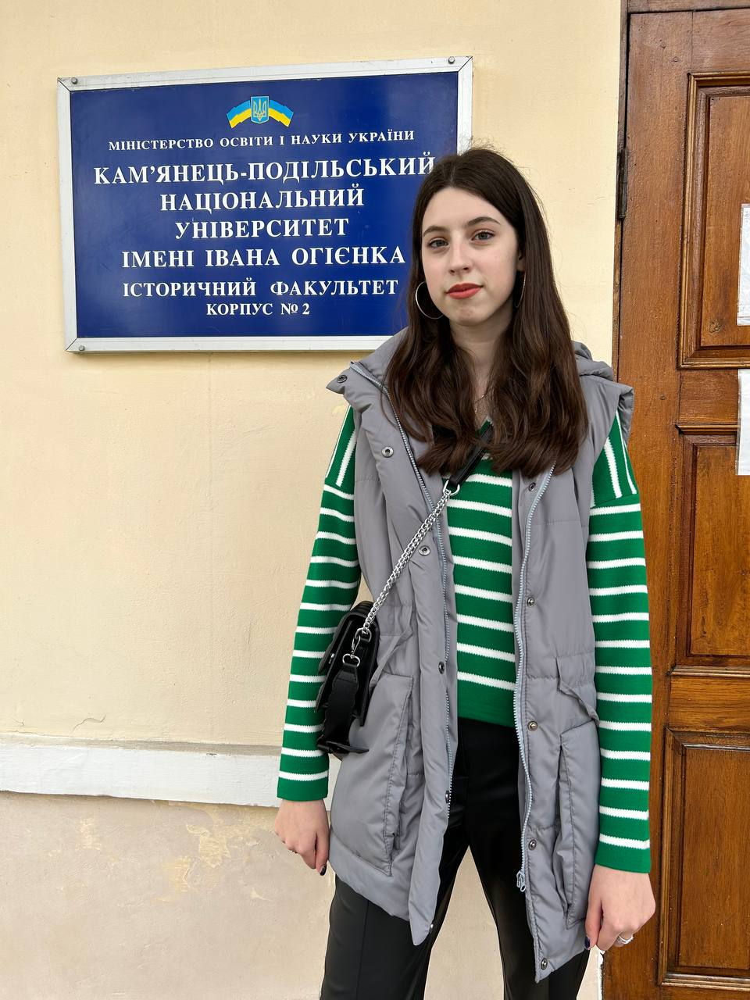 МІНІСТЕРСТВО ОСВІТИ І НАУКИ УКРАЇНИ
КАМ'ЯНЕЦЬ-ПОДІЛЬСЬКИЙ
НАЦІОНАЛЬНИЙ
УНІВЕРСИТЕТ
ІМЕНІ ІВАНА ОГІЄНКА
ІСТОРИЧНИЙ ФАКУЛЬТЕТ
КОРПУС № 2